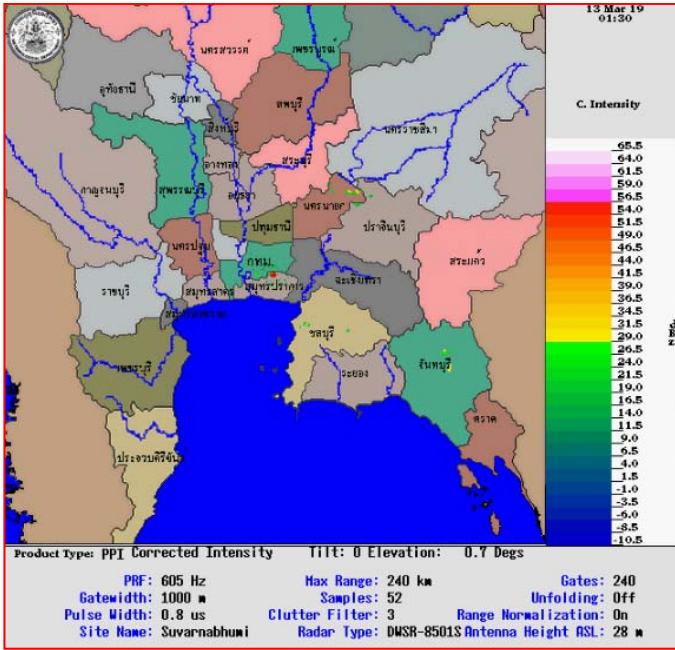 13 Mar 19
01:30
C. Intensity
นครสวรรค์
เพชรบูรณ์
อุทัยธานี
ชัยนาท
ลพบุรี
สิงหบุรี
นครราชสีมา
อ่างทอง
สระบุรี
กาญจนบุรี
สุพรรณบุรี
อยุธยา
นครนายก
ปราจีนบุรี
ปทุมธานี
นครปฐม
กทม.
สระแก้ว
ราชบุรี
สมุทรสาคร
สมุทรปราการ
ฉะเชิงเทรา
ชลบุรี
เพชรบุรี
ระยอง
จันทบุรี
ตราด
ประจวบคีรีขันธ์
65.5
64.0
61.5
59.0
56.5
54.0
51.5
49.0
46.5
44.0
41.5
39.0
36.5
34.0
31.5
29.0
26.5
24.0
21.5
19.0
16.5
14.0
11.5
9.0
6.5
4.0
1.5
-1.0
-3.5
-6.0
-8.5
-10.5
Product Type: PPI Corrected Intensity Tilt: 0 Elevation: 0.7 Degs
PRF: 605 Hz Max Range: 240 km Gates: 240
Gatewidth: 1000 m Samples: 52 Unfolding: Off
Pulse Width: 0.8 us Clutter Filter: 3 Range Normalization: On
Site Name: Suvarnabhumi Radar Type: DWSR-8501S Antenna Height ASL: 28 m